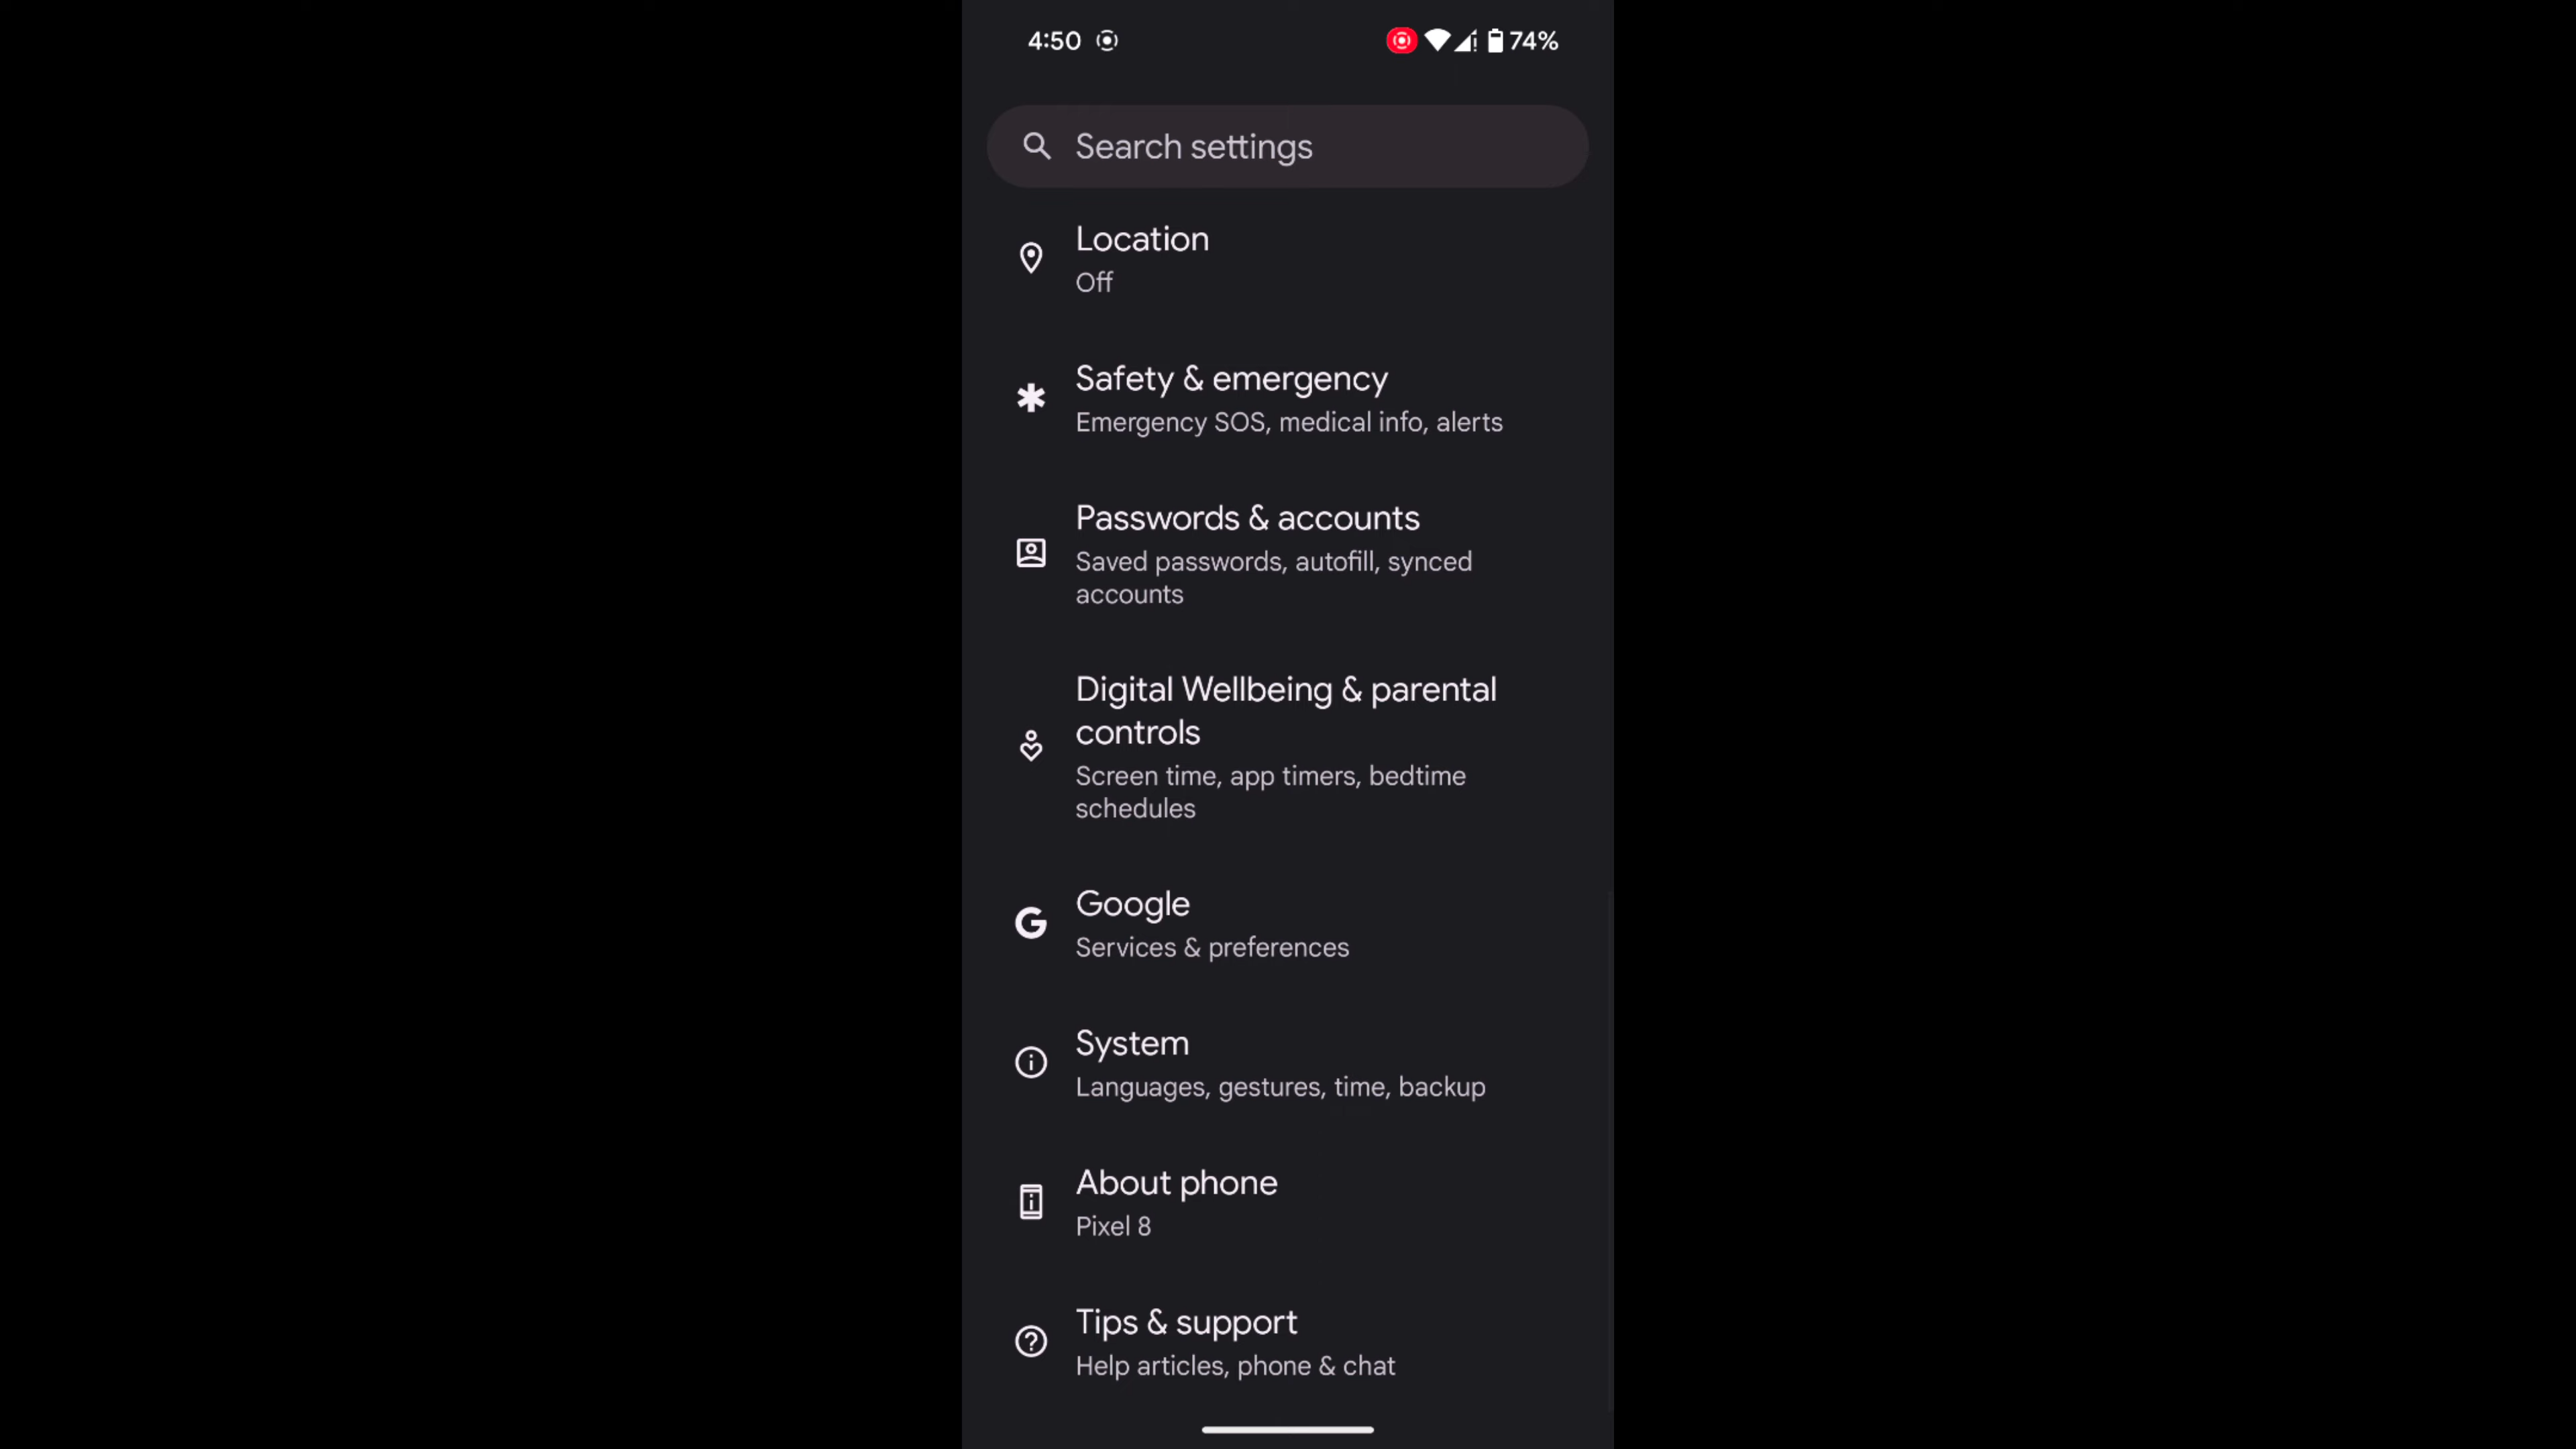 4:50
74%
Search settings
Location
Off
Safety & emergency
Emergency SOS, medical info, alerts
Passwords & accounts
Saved passwords, autofill, synced
accounts
Digital Wellbeing & parental
controls
Screen time, app timers, bedtime
schedules
Google
Services & preferences
System
Languages, gestures, time, backup
About phone
Pixel 8
Tips & support
Help articles, phone & chat